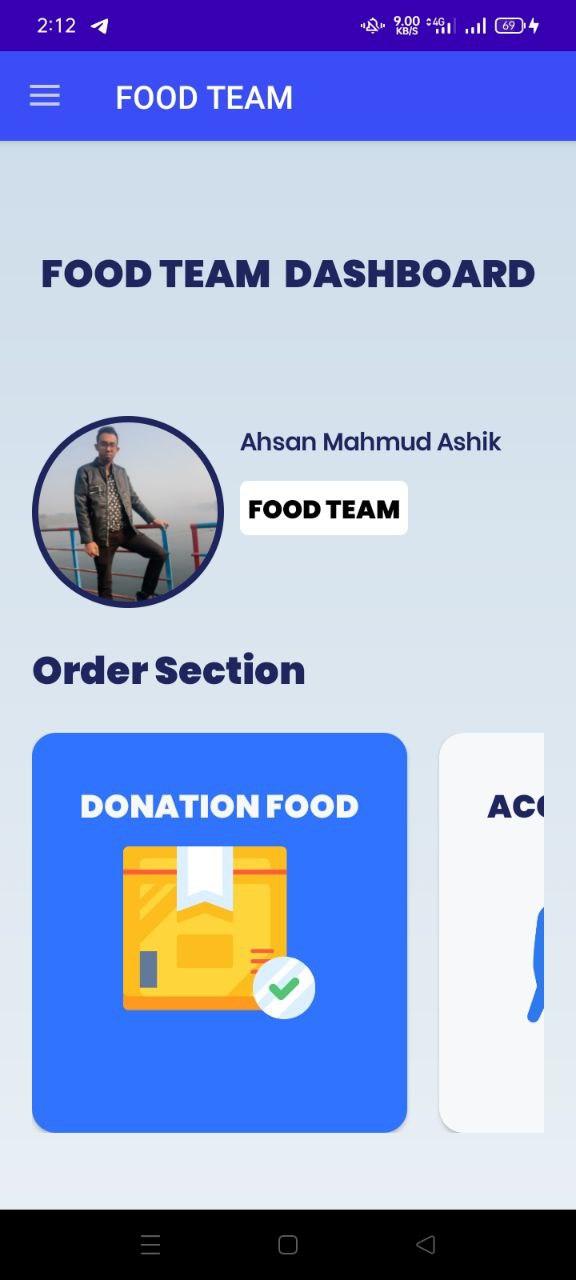 2:12 9.00 KB/S 4G 69
FOOD TEAM
FOOD TEAM DASHBOARD
Ahsan Mahmud Ashik
FOOD TEAM
Order Section
DONATION FOOD